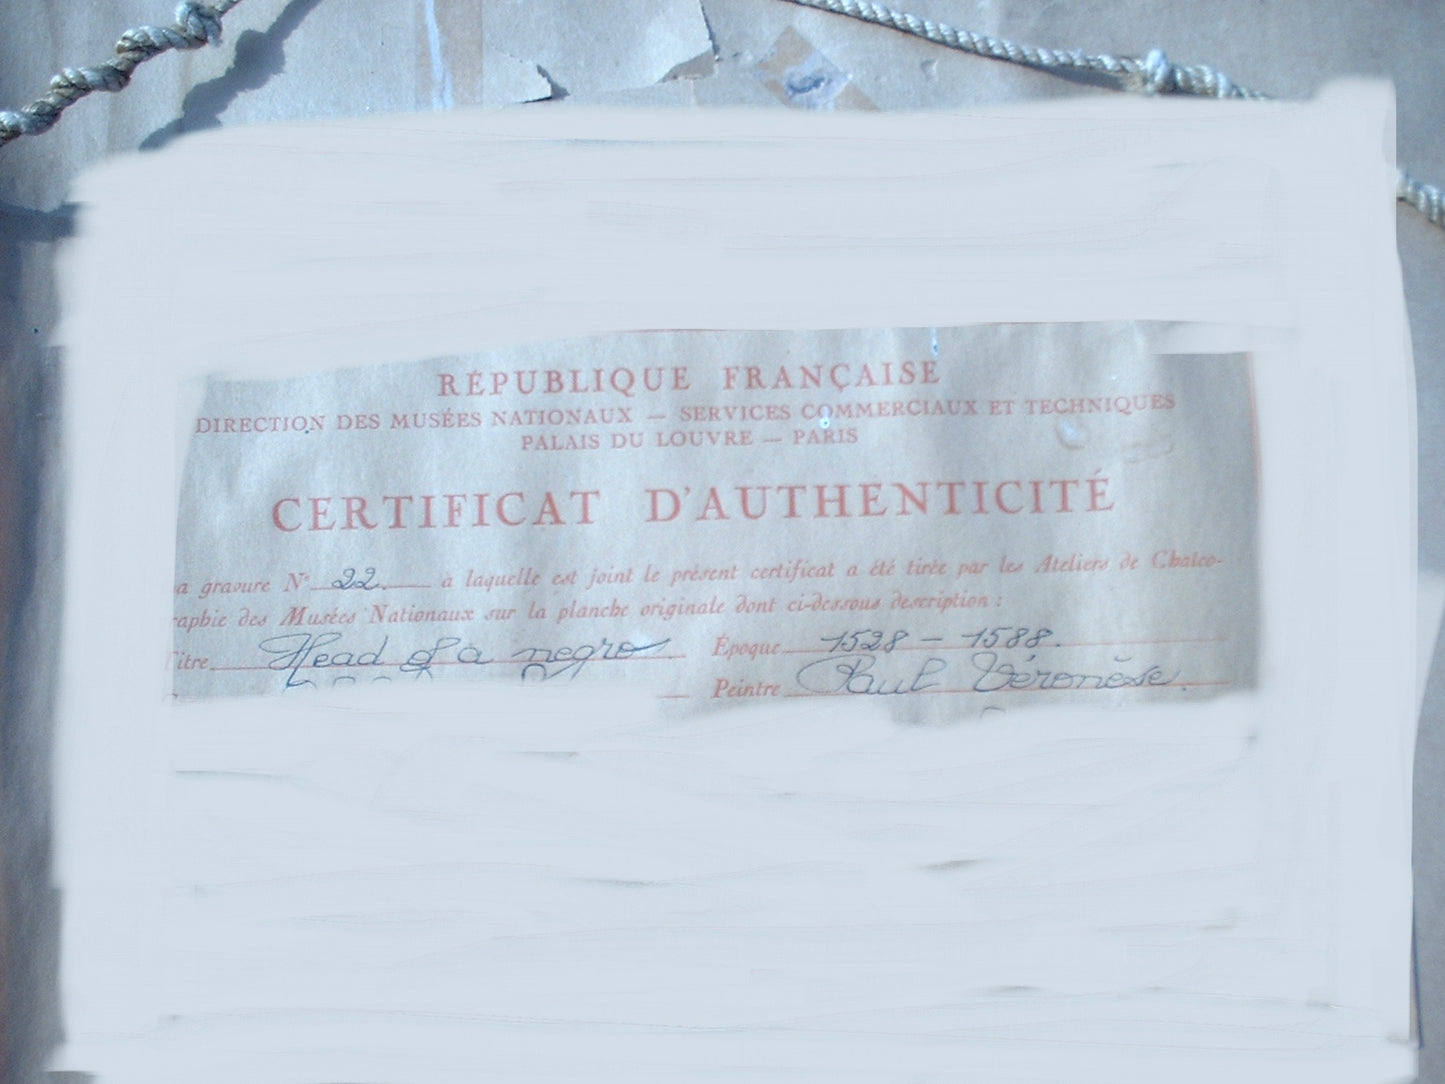 RÉPUBLIQUE FRANÇAISE
DIRECTION DES MUSÉES NATIONAUX — SERVICES COMMERCIAUX ET TECHNIQUES
PALAIS DU LOUVRE — PARIS
CERTIFICAT D'AUTHENTICITÉ
a gravure N° 22. à laquelle est joint le présent certificat a été tirée par les Ateliers de Chalco-
raphie des Musées Nationaux sur la planche originale dont ci-dessous description :
itre Head of a negro Époque 1528 - 1588.
Peintre Paul Véronèse.